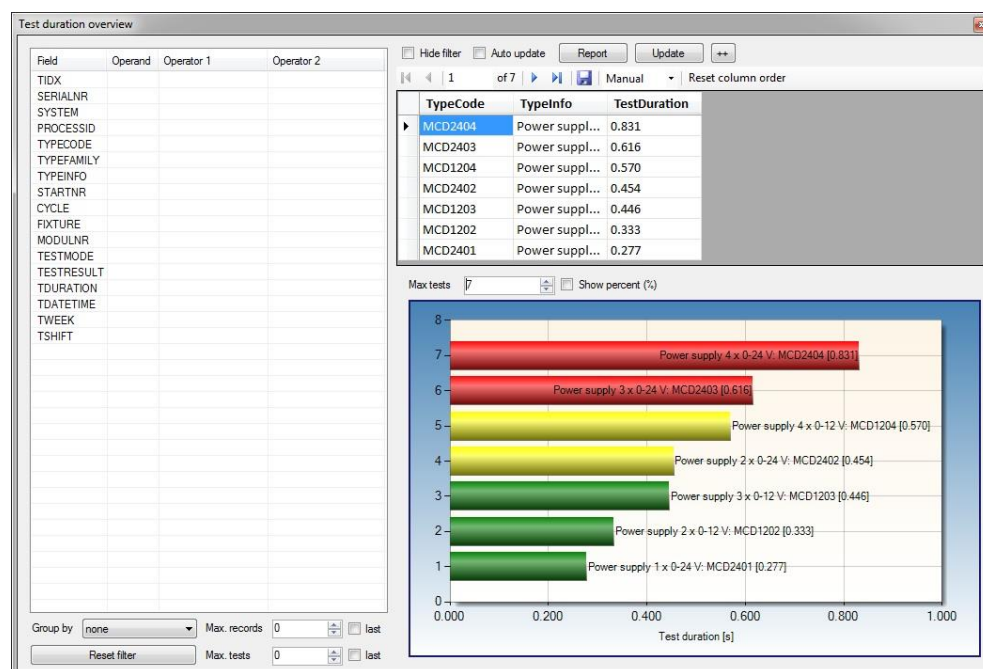 Test duration overview
Field Operand Operator 1 Operator 2
TIDX
SERIALNR
SYSTEM
PROCESSID
TYPECODE
TYPEFAMILY
TYPEINFO
STARTNR
CYCLE
FIXTURE
MODULNR
TESTMODE
TESTRESULT
TDURATION
TDATETIME
TWEEK
TSHIFT
Group by none Max. records 0 last
Reset filter Max. tests 0 last
Hide filter Auto update Report Update ++
1 of 7 Manual Reset column order
TypeCode TypeInfo TestDuration
MCD2404 Power suppl... 0.831
MCD2403 Power suppl... 0.616
MCD1204 Power suppl... 0.570
MCD2402 Power suppl... 0.454
MCD1203 Power suppl... 0.446
MCD1202 Power suppl... 0.333
MCD2401 Power suppl... 0.277
Max tests 7 Show percent (%)
8
7 Power supply 4 x 0-24 V: MCD2404 [0.831]
6 Power supply 3 x 0-24 V: MCD2403 [0.616]
5 Power supply 4 x 0-12 V: MCD1204 [0.570]
4 Power supply 2 x 0-24 V: MCD2402 [0.454]
3 Power supply 3 x 0-12 V: MCD1203 [0.446]
2 Power supply 2 x 0-12 V: MCD1202 [0.333]
1 Power supply 1 x 0-24 V: MCD2401 [0.277]
0
0.000 0.200 0.400 0.600 0.800 1.000
Test duration [s]